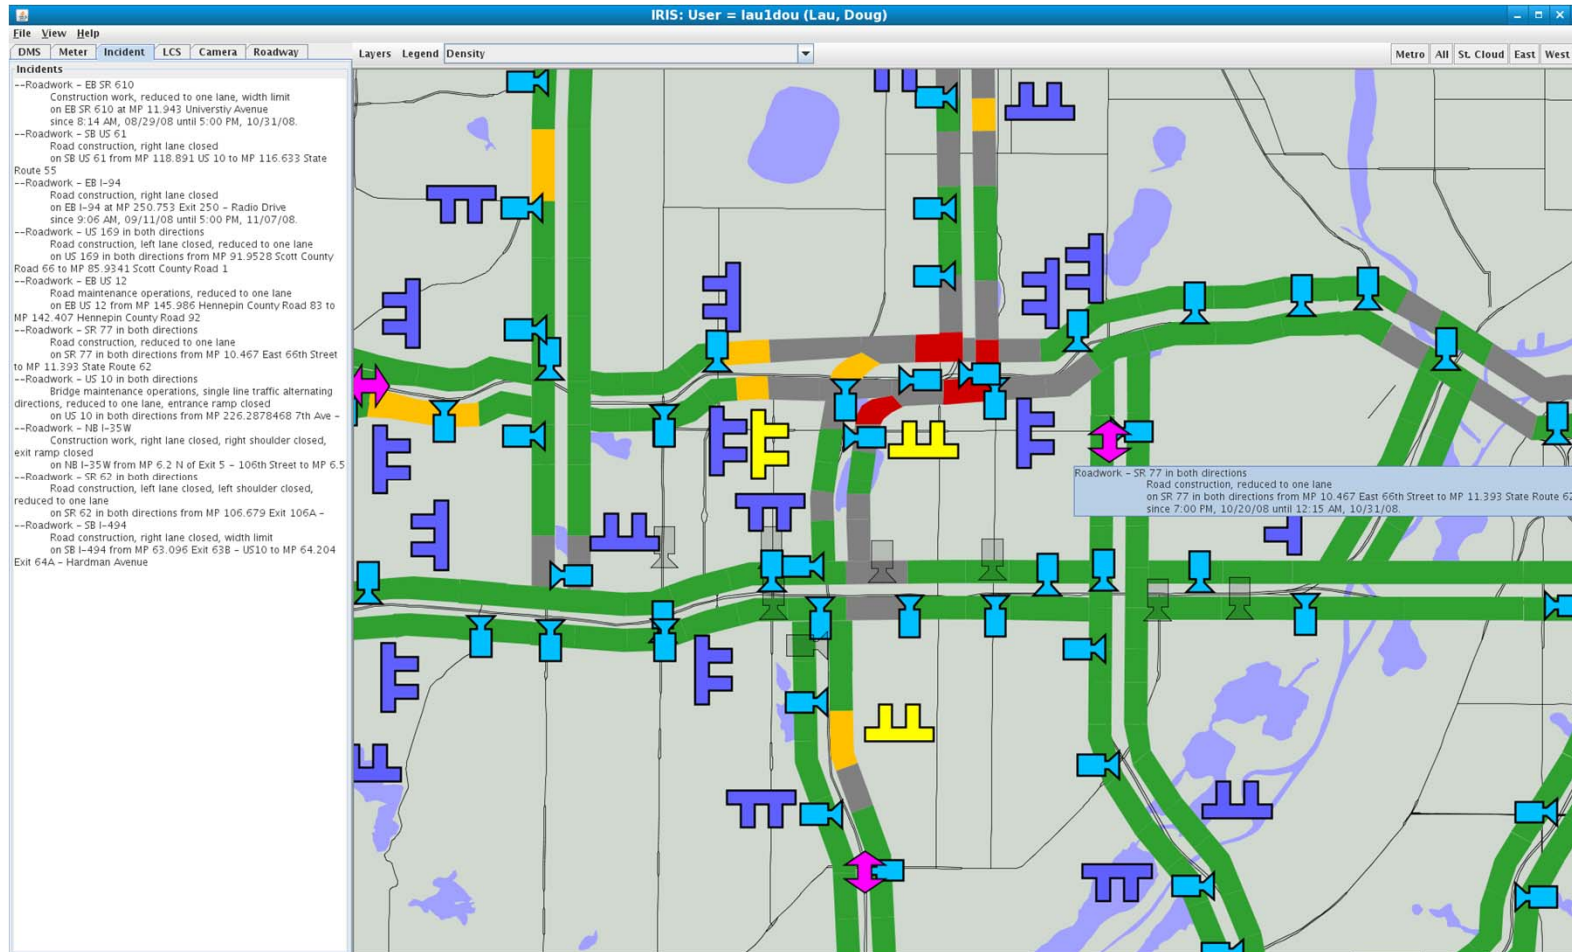 IRIS: User = lau1dou (Lau, Doug)
File View Help
DMS Meter Incident LCS Camera Roadway
Layers Legend Density
Metro All St. Cloud East West
Incidents
--Roadwork - EB SR 610
Construction work, reduced to one lane, width limit
on EB SR 610 at MP 11.943 Universtiy Avenue
since 8:14 AM, 08/29/08 until 5:00 PM, 10/31/08.
--Roadwork - SB US 61
Road construction, right lane closed
on SB US 61 from MP 118.891 US 10 to MP 116.633 State
Route 55
--Roadwork - EB I-94
Road construction, right lane closed
on EB I-94 at MP 250.753 Exit 250 - Radio Drive
since 9:06 AM, 09/11/08 until 5:00 PM, 11/07/08.
--Roadwork - US 169 in both directions
Road construction, left lane closed, reduced to one lane
on US 169 in both directions from MP 91.9528 Scott County
Road 66 to MP 85.9341 Scott County Road 1
--Roadwork - EB US 12
Road maintenance operations, reduced to one lane
on EB US 12 from MP 145.986 Hennepin County Road 83 to
MP 142.407 Hennepin County Road 92
--Roadwork - SR 77 in both directions
Road construction, reduced to one lane
on SR 77 in both directions from MP 10.467 East 66th Street
to MP 11.393 State Route 62
--Roadwork - US 10 in both directions
Bridge maintenance operations, single line traffic alternating
directions, reduced to one lane, entrance ramp closed
on US 10 in both directions from MP 226.2878468 7th Ave -
--Roadwork - NB I-35W
Construction work, right lane closed, right shoulder closed,
exit ramp closed
on NB I-35W from MP 6.2 N of Exit 5 - 106th Street to MP 6.5
--Roadwork - SR 62 in both directions
Road construction, left lane closed, left shoulder closed,
reduced to one lane
on SR 62 in both directions from MP 106.679 Exit 106A -
--Roadwork - SB I-494
Road construction, right lane closed, width limit
on SB I-494 from MP 63.096 Exit 63B - US10 to MP 64.204
Exit 64A - Hardman Avenue
Roadwork - SR 77 in both directions
Road construction, reduced to one lane
on SR 77 in both directions from MP 10.467 East 66th Street to MP 11.393 State Route 62
since 7:00 PM, 10/20/08 until 12:15 AM, 10/31/08.